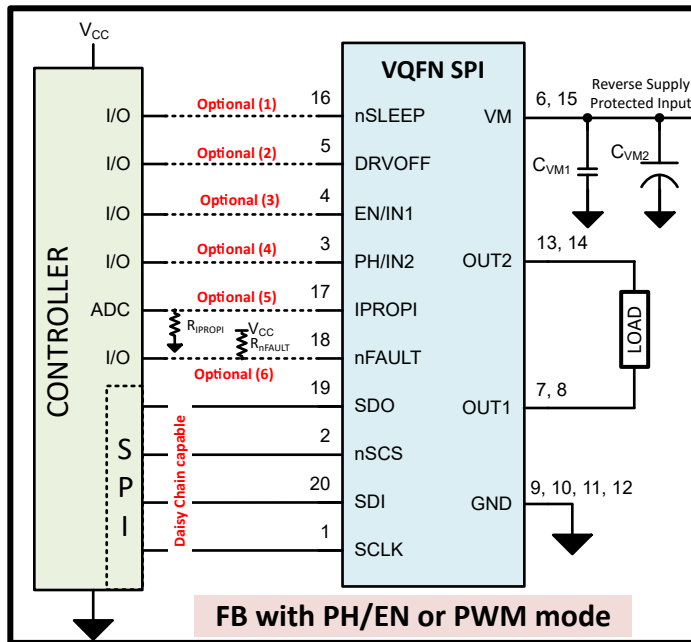 VCC
CONTROLLER
VQFN SPI
I/O
Optional (1)
16
nSLEEP
VM
6, 15
Reverse Supply
Protected Input
CVM1
CVM2
I/O
Optional (2)
5
DRVOFF
I/O
Optional (3)
4
EN/IN1
I/O
Optional (4)
3
PH/IN2
OUT2
13, 14
ADC
Optional (5)
17
IPROPI
RIPROPI
VCC
RnFAULT
LOAD
I/O
18
nFAULT
Optional (6)
19
SDO
OUT1
7, 8
SPI
Daisy Chain capable
2
nSCS
20
SDI
GND
9, 10, 11, 12
1
SCLK
FB with PH/EN or PWM mode